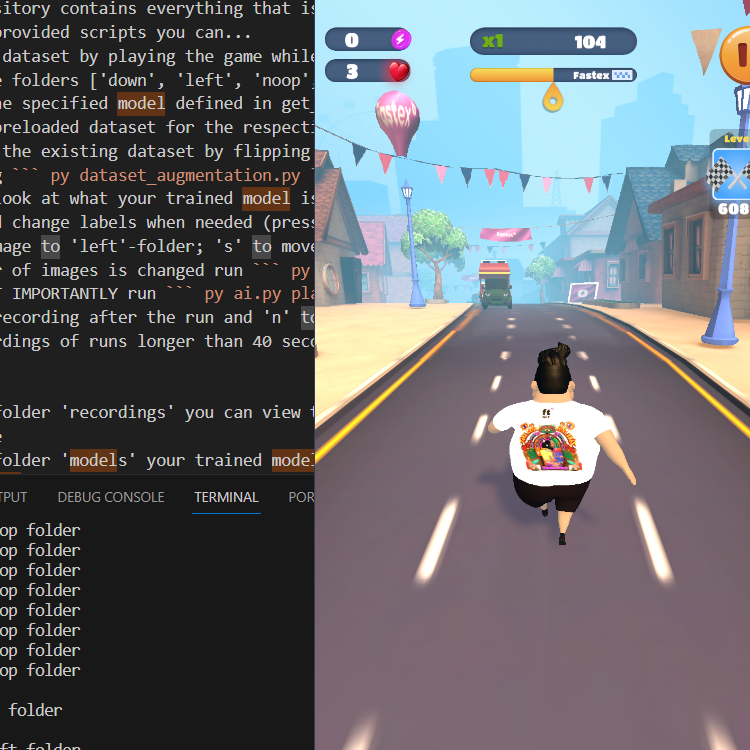 sitory contains everything that is
provided scripts you can...
dataset by playing the game while
e folders ['down', 'left', 'noop',
he specified model defined in get_
preloaded dataset for the respecti
the existing dataset by flipping
g ``` py dataset_augmentation.py
look at what your trained model is
d change labels when needed (press
mage to 'left'-folder; 's' to move
r of images is changed run ``` py
T IMPORTANTLY run ``` py ai.py pla
recording after the run and 'n' to
rdings of runs longer than 40 seco
folder 'recordings' you can view t
e
folder 'models' your trained model
TPUT DEBUG CONSOLE TERMINAL POR
op folder
op folder
op folder
op folder
op folder
op folder
op folder
op folder
folder
ft folder
0
3
x1 104
Fastex
astex
Fastex
Leve
608
ft